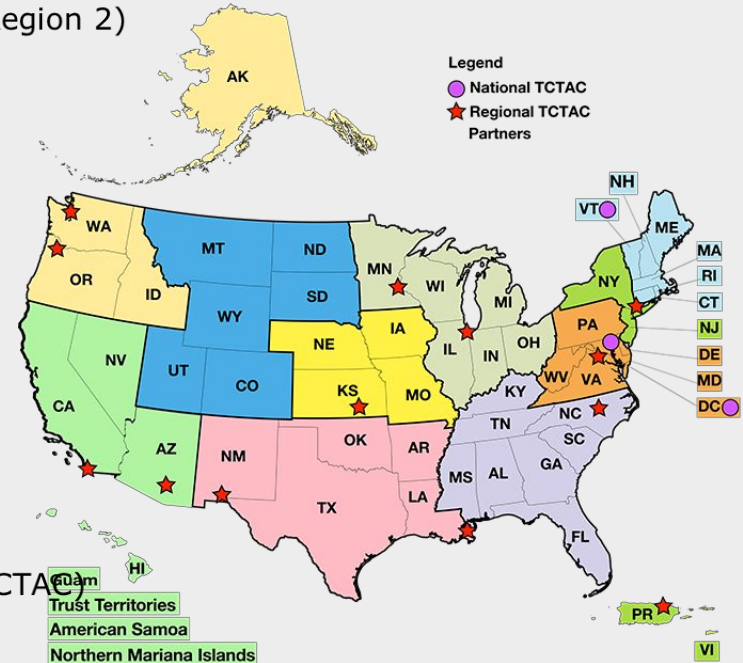 egion 2)
AK
Legend
National TCTAC
Regional TCTAC
Partners
NH
VT
ME
WA
MT
ND
MN
MA
OR
ID
SD
WI
MI
NY
RI
WY
CT
NV
NE
IA
PA
NJ
UT
CO
IL
IN
OH
DE
CA
KS
MO
WV
VA
MD
KY
DC
AZ
NM
OK
AR
TN
NC
SC
TX
LA
MS
AL
GA
FL
HI
CTAC)
Guam
Trust Territories
American Samoa
Northern Mariana Islands
PR
VI